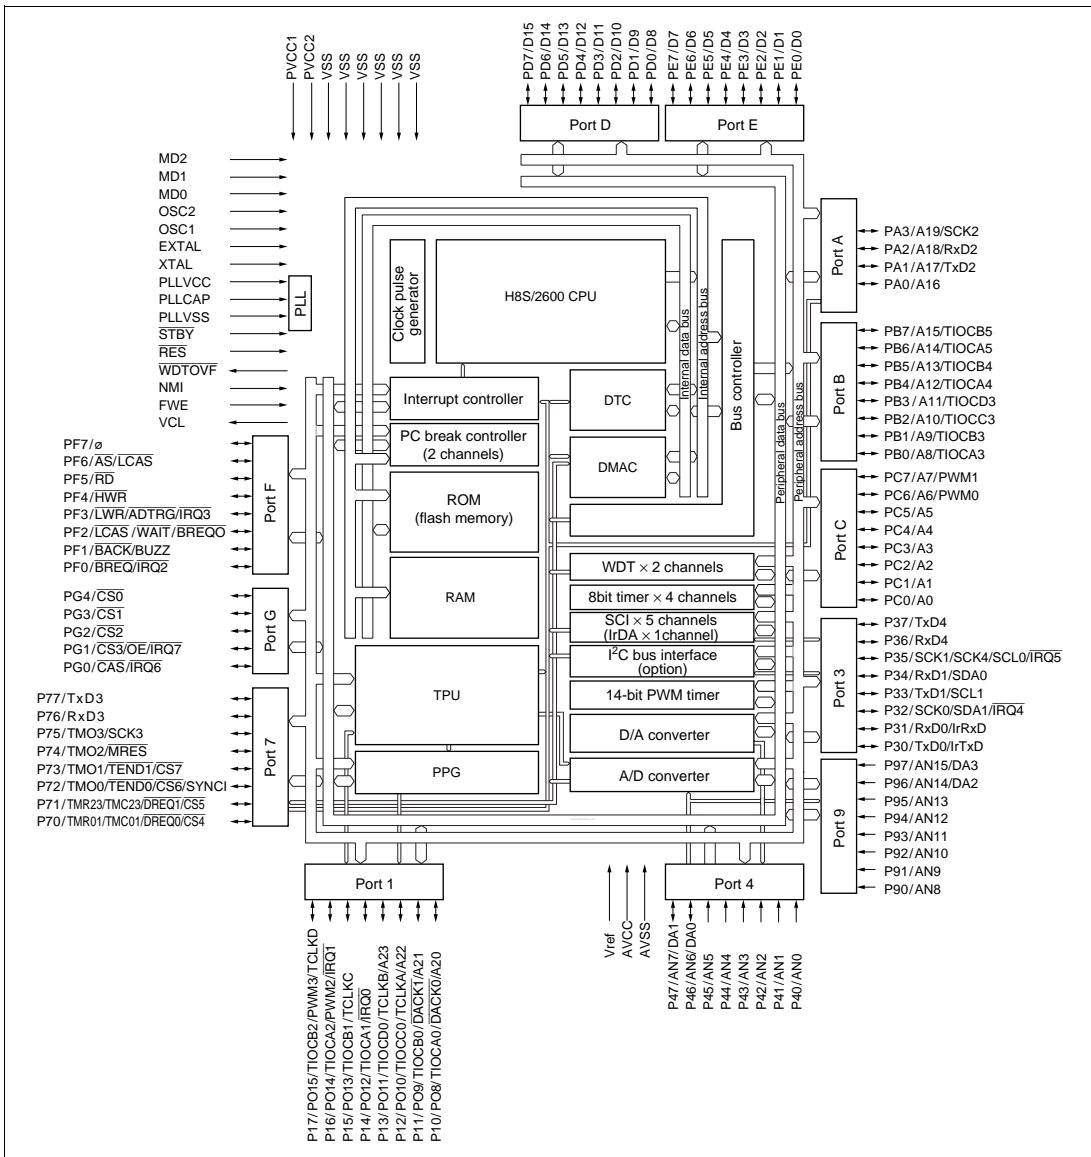 PVCC1
PVCC2
VSS
VSS
VSS
VSS
VSS
VSS
PD7/D15
PD6/D14
PD5/D13
PD4/D12
PD3/D11
PD2/D10
PD1/D9
PD0/D8
PE7/D7
PE6/D6
PE5/D5
PE4/D4
PE3/D3
PE2/D2
PE1/D1
PE0/D0
Port D
Port E
MD2
MD1
MD0
OSC2
OSC1
EXTAL
XTAL
PLLVCC
PLLCAP
PLLVSS
STBY
RES
WDTOVF
NMI
FWE
VCL
PLL
Clock pulse
generator
H8S/2600 CPU
Internal data bus
Internal address bus
Bus controller
Peripheral data bus
Peripheral address bus
Interrupt controller
PC break controller
(2 channels)
ROM
(flash memory)
RAM
TPU
PPG
DTC
DMAC
WDT × 2 channels
8bit timer × 4 channels
SCI × 5 channels
(IrDA × 1channel)
I²C bus interface
(option)
14-bit PWM timer
D/A converter
A/D converter
Port A
PA3/A19/SCK2
PA2/A18/RxD2
PA1/A17/TxD2
PA0/A16
Port B
PB7/A15/TIOCB5
PB6/A14/TIOCA5
PB5/A13/TIOCB4
PB4/A12/TIOCA4
PB3/A11/TIOCD3
PB2/A10/TIOCC3
PB1/A9/TIOCB3
PB0/A8/TIOCA3
Port C
PC7/A7/PWM1
PC6/A6/PWM0
PC5/A5
PC4/A4
PC3/A3
PC2/A2
PC1/A1
PC0/A0
Port 3
P37/TxD4
P36/RxD4
P35/SCK1/SCK4/SCL0/IRQ5
P34/RxD1/SDA0
P33/TxD1/SCL1
P32/SCK0/SDA1/IRQ4
P31/RxD0/IrRxD
P30/TxD0/IrTxD
Port 9
P97/AN15/DA3
P96/AN14/DA2
P95/AN13
P94/AN12
P93/AN11
P92/AN10
P91/AN9
P90/AN8
PF7/ø
PF6/AS/LCAS
PF5/RD
PF4/HWR
PF3/LWR/ADTRG/IRQ3
PF2/LCAS/WAIT/BREQO
PF1/BACK/BUZZ
PF0/BREQ/IRQ2
Port F
PG4/CS0
PG3/CS1
PG2/CS2
PG1/CS3/OE/IRQ7
PG0/CAS/IRQ6
Port G
P77/TxD3
P76/RxD3
P75/TMO3/SCK3
P74/TMO2/MRES
P73/TMO1/TEND1/CS7
P72/TMO0/TEND0/CS6/SYNCI
P71/TMR23/TMC23/DREQ1/CS5
P70/TMR01/TMC01/DREQ0/CS4
Port 7
Port 1
Port 4
Vref
AVCC
AVSS
P17/PO15/TIOCB2/PWM3/TCLKD
P16/PO14/TIOCA2/PWM2/IRQ1
P15/PO13/TIOCB1/TCLKC
P14/PO12/TIOCA1/IRQ0
P13/PO11/TIOCD0/TCLKB/A23
P12/PO10/TIOCC0/TCLKA/A22
P11/PO9/TIOCB0/DACK1/A21
P10/PO8/TIOCA0/DACK0/A20
P47/AN7/DA1
P46/AN6/DA0
P45/AN5
P44/AN4
P43/AN3
P42/AN2
P41/AN1
P40/AN0